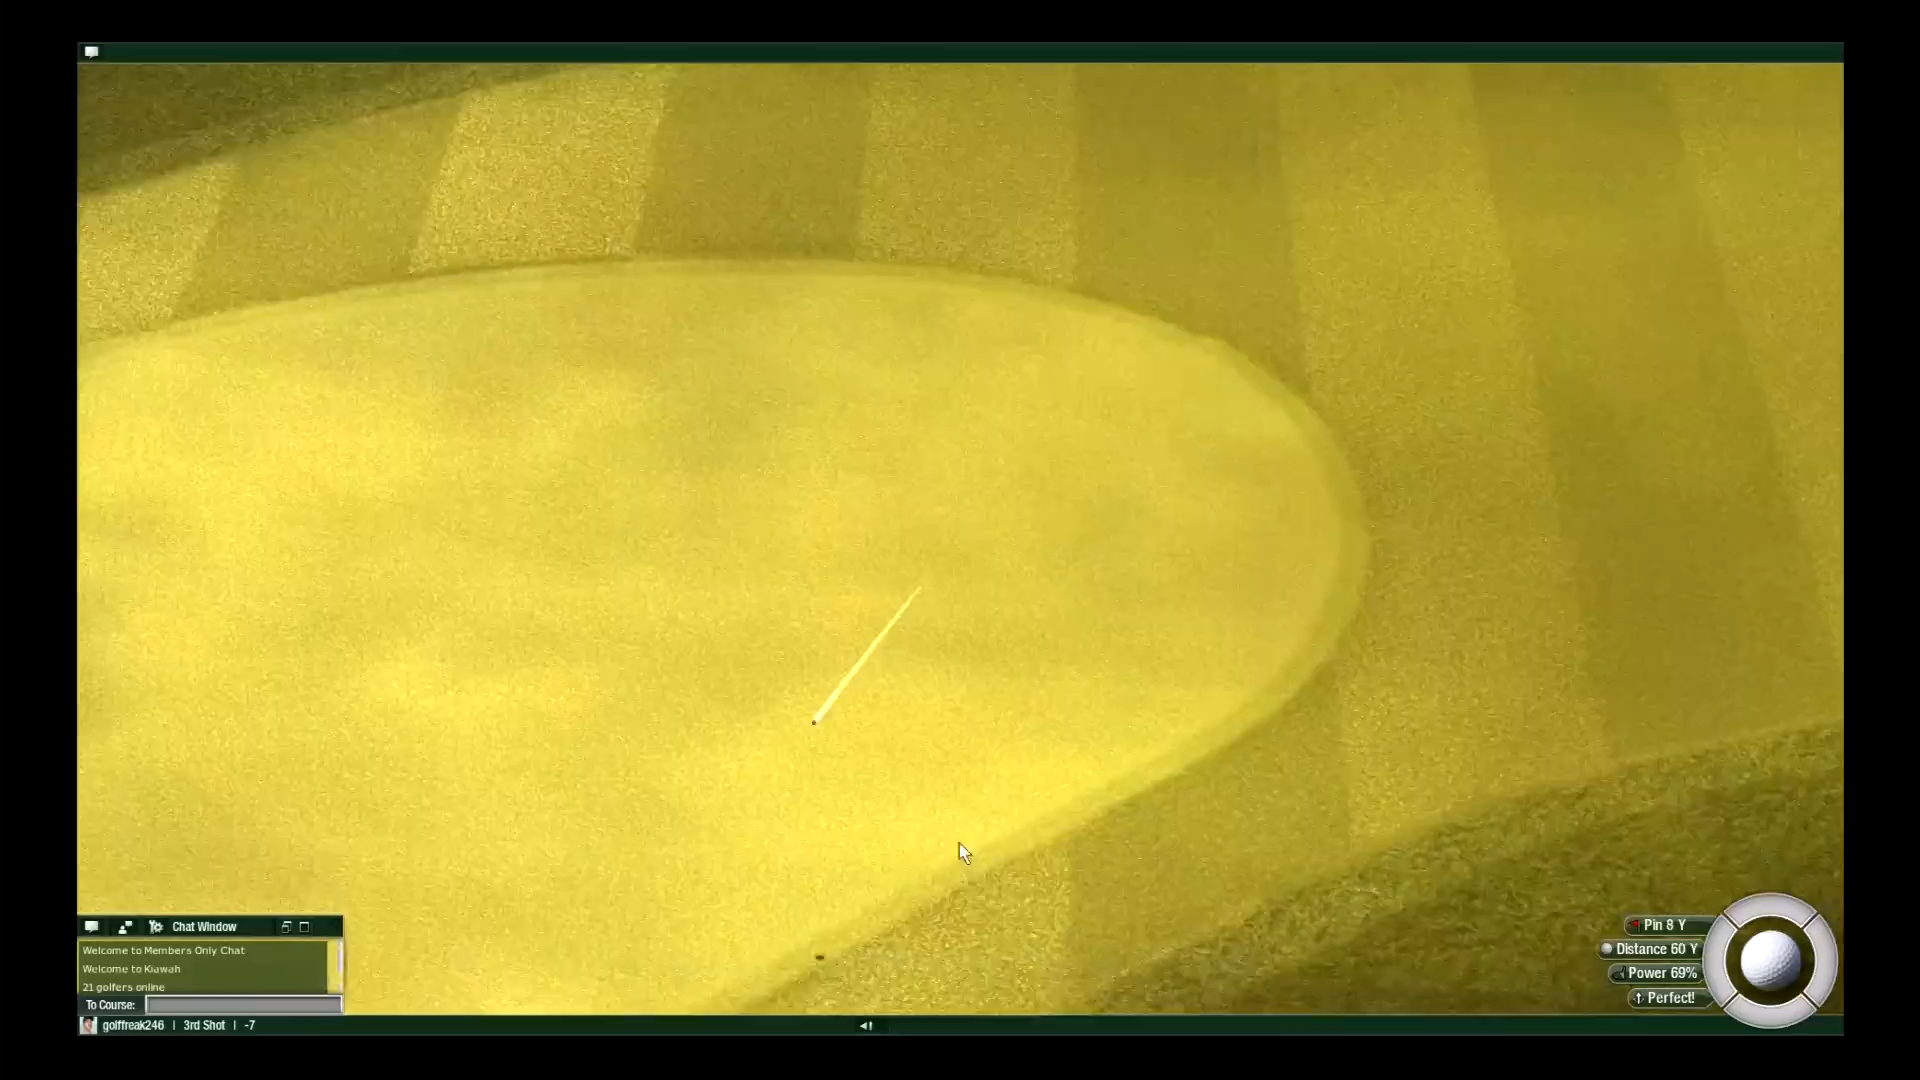 Chat Window
Welcome to Members Only Chat
Welcome to Kiawah
21 golfers online
To Course:
golffreak246 | 3rd Shot | -7
Pin 8 Y
Distance 60 Y
Power 69%
Perfect!